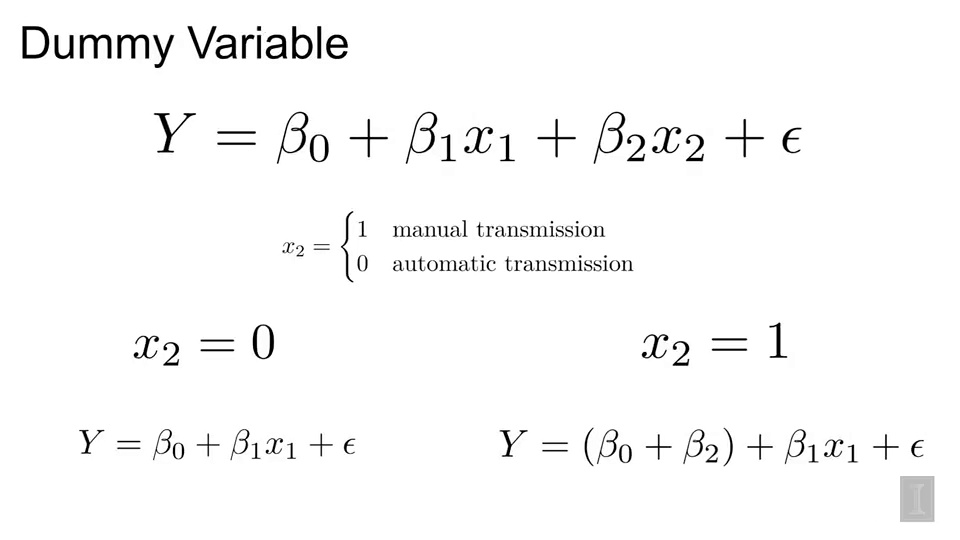 Dummy Variable
Y = β₀ + β₁x₁ + β₂x₂ + ϵ
x₂ = { 1 manual transmission
0 automatic transmission
x₂ = 0
x₂ = 1
Y = β₀ + β₁x₁ + ϵ
Y = (β₀ + β₂) + β₁x₁ + ϵ
I